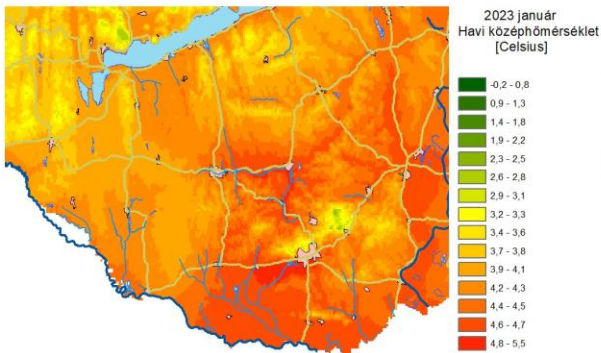 2023 január
Havi középhőmérséklet
[Celsius]
-0,2 - 0,8
0,9 - 1,3
1,4 - 1,8
1,9 - 2,2
2,3 - 2,5
2,6 - 2,8
2,9 - 3,1
3,2 - 3,3
3,4 - 3,6
3,7 - 3,8
3,9 - 4,1
4,2 - 4,3
4,4 - 4,5
4,6 - 4,7
4,8 - 5,5